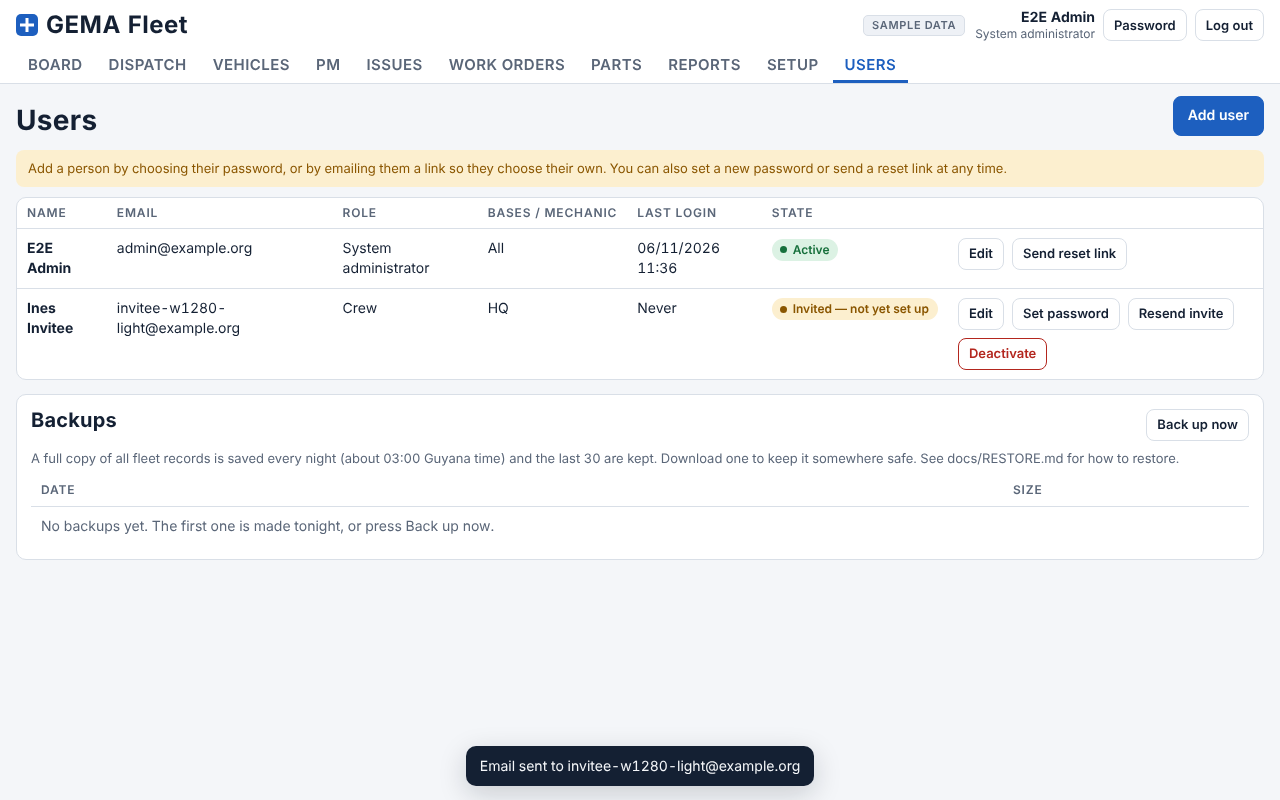 GEMA Fleet
SAMPLE DATA
E2E Admin
System administrator
Password
Log out
BOARD DISPATCH VEHICLES PM ISSUES WORK ORDERS PARTS REPORTS SETUP USERS
Users
Add user
Add a person by choosing their password, or by emailing them a link so they choose their own. You can also set a new password or send a reset link at any time.
NAME EMAIL ROLE BASES / MECHANIC LAST LOGIN STATE
E2E Admin admin@example.org System administrator All 06/11/2026 11:36 Active Edit Send reset link
Ines Invitee invitee-w1280-light@example.org Crew HQ Never Invited — not yet set up Edit Set password Resend invite
Deactivate
Backups
Back up now
A full copy of all fleet records is saved every night (about 03:00 Guyana time) and the last 30 are kept. Download one to keep it somewhere safe. See docs/RESTORE.md for how to restore.
DATE SIZE
No backups yet. The first one is made tonight, or press Back up now.
Email sent to invitee-w1280-light@example.org